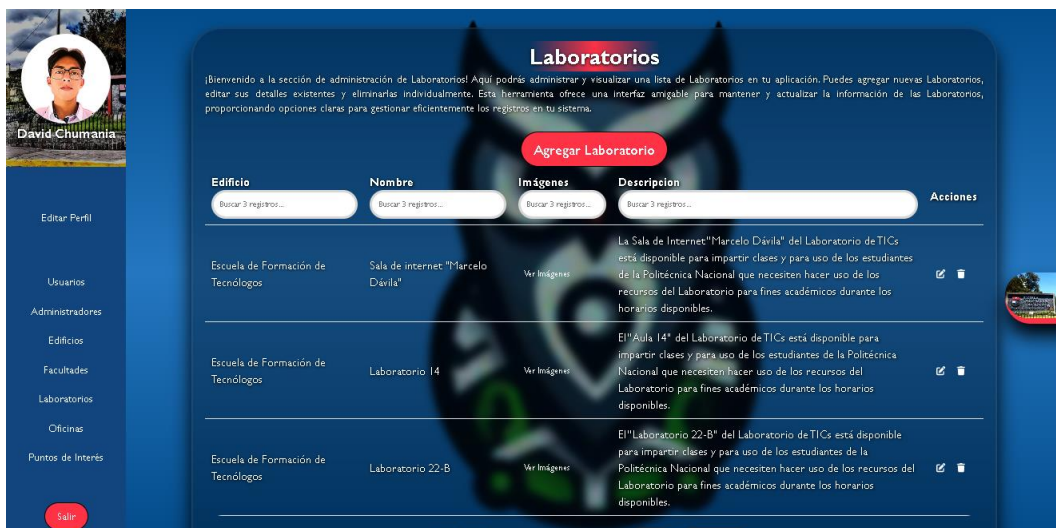 David Chumania
Editar Perfil
Usuarios
Administradores
Edificios
Facultades
Laboratorios
Oficinas
Puntos de Interés
Salir
Laboratorios
¡Bienvenido a la sección de administración de Laboratorios! Aquí podrás administrar y visualizar una lista de Laboratorios en tu aplicación. Puedes agregar nuevas Laboratorios,
editar sus detalles existentes y eliminarlas individualmente. Esta herramienta ofrece una interfaz amigable para mantener y actualizar la información de las Laboratorios,
proporcionando opciones claras para gestionar eficientemente los registros en tu sistema.
Agregar Laboratorio
Edificio Nombre Imágenes Descripcion Acciones
Buscar 3 registros... Buscar 3 registros... Buscar 3 registros... Buscar 3 registros...
Escuela de Formación de
Tecnólogos
Sala de internet "Marcelo
Dávila"
Ver Imágenes
La Sala de Internet"Marcelo Dávila" del Laboratorio de TICs
está disponible para impartir clases y para uso de los estudiantes
de la Politécnica Nacional que necesiten hacer uso de los
recursos del Laboratorio para fines académicos durante los
horarios disponibles.
Escuela de Formación de
Tecnólogos
Laboratorio 14
Ver Imágenes
El"Aula 14" del Laboratorio de TICs está disponible para
impartir clases y para uso de los estudiantes de la Politécnica
Nacional que necesiten hacer uso de los recursos del
Laboratorio para fines académicos durante los horarios
disponibles.
Escuela de Formación de
Tecnólogos
Laboratorio 22-B
Ver Imágenes
El"Laboratorio 22-B" del Laboratorio de TICs está disponible
para impartir clases y para uso de los estudiantes de la
Politécnica Nacional que necesiten hacer uso de los recursos del
Laboratorio para fines académicos durante los horarios
disponibles.